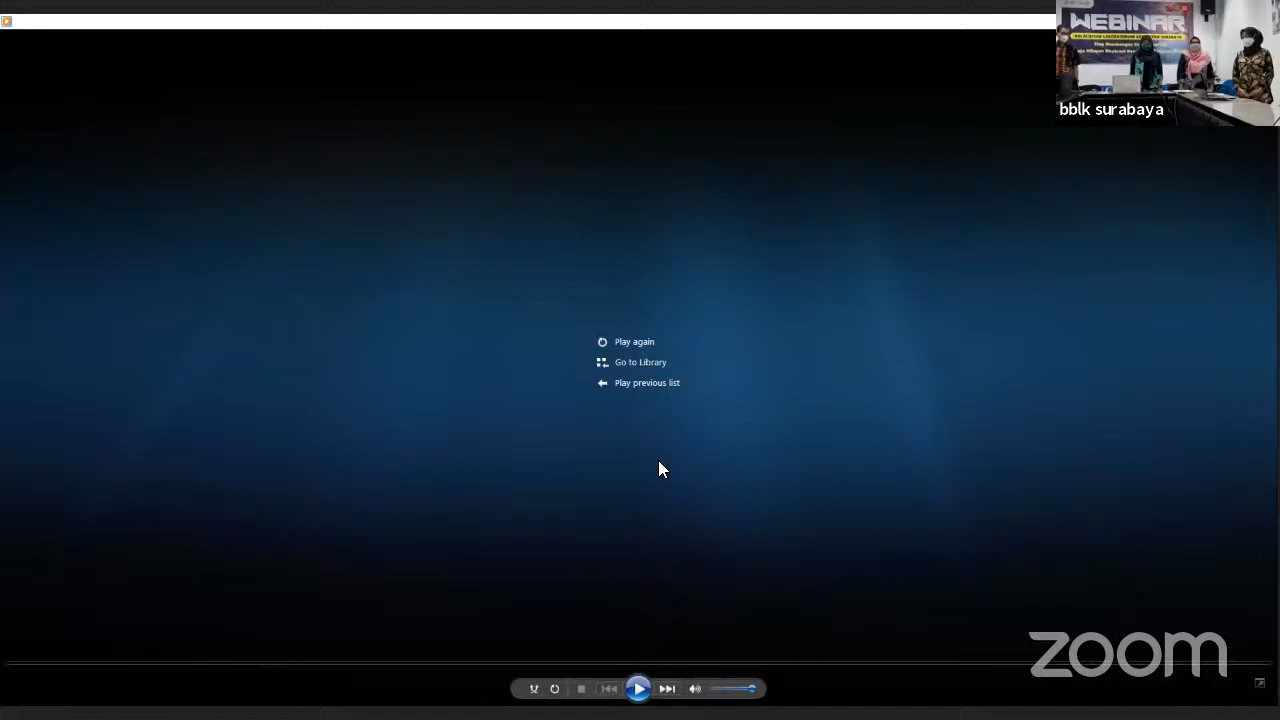 WEBINAR
bblk surabaya
Play again
Go to Library
Play previous list
zoom